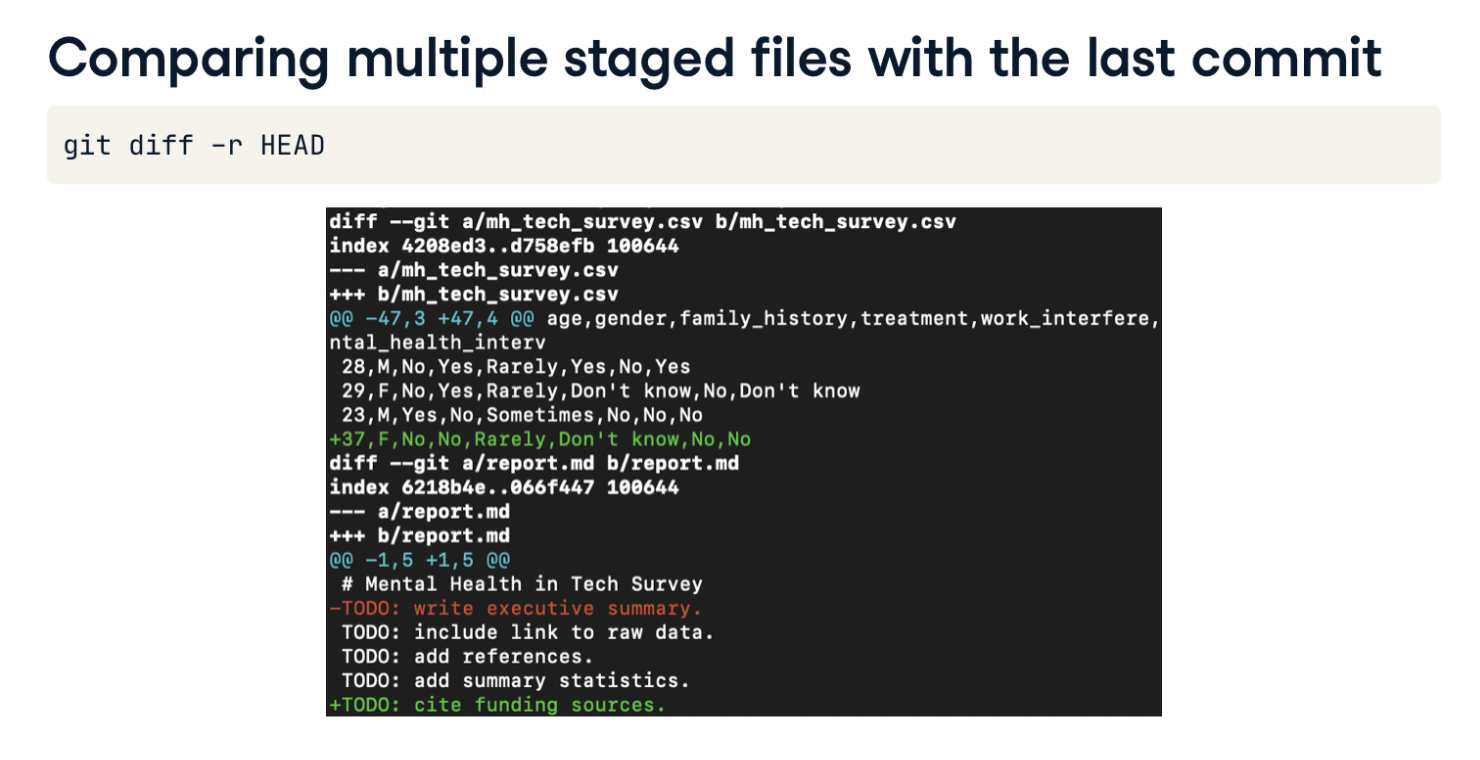 Comparing multiple staged files with the last commit
git diff -r HEAD
diff --git a/mh_tech_survey.csv b/mh_tech_survey.csv
index 4208ed3..d758efb 100644
--- a/mh_tech_survey.csv
+++ b/mh_tech_survey.csv
@@ -47,3 +47,4 @@ age,gender,family_history,treatment,work_interfere,
ntal_health_interv
 28,M,No,Yes,Rarely,Yes,No,Yes
 29,F,No,Yes,Rarely,Don't know,No,Don't know
 23,M,Yes,No,Sometimes,No,No,No
+37,F,No,No,Rarely,Don't know,No,No
diff --git a/report.md b/report.md
index 6218b4e..066f447 100644
--- a/report.md
+++ b/report.md
@@ -1,5 +1,5 @@
 # Mental Health in Tech Survey
-TODO: write executive summary.
 TODO: include link to raw data.
 TODO: add references.
 TODO: add summary statistics.
+TODO: cite funding sources.